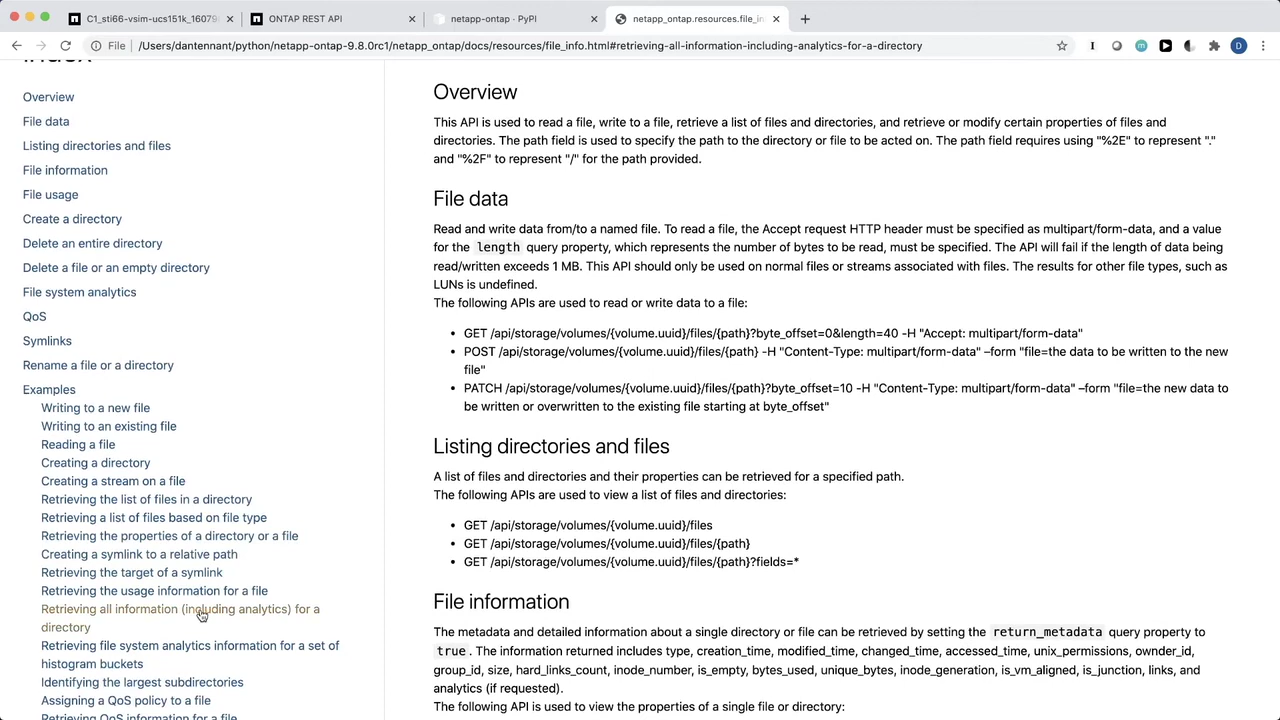 C1_sti66-vsim-ucs151k_16079
ONTAP REST API
netapp-ontap · PyPI
netapp_ontap.resources.file_in
File
/Users/dantennant/python/netapp-ontap-9.8.0rc1/netapp_ontap/docs/resources/file_info.html#retrieving-all-information-including-analytics-for-a-directory
D
Index
Overview
File data
Listing directories and files
File information
File usage
Create a directory
Delete an entire directory
Delete a file or an empty directory
File system analytics
QoS
Symlinks
Rename a file or a directory
Examples
Writing to a new file
Writing to an existing file
Reading a file
Creating a directory
Creating a stream on a file
Retrieving the list of files in a directory
Retrieving a list of files based on file type
Retrieving the properties of a directory or a file
Creating a symlink to a relative path
Retrieving the target of a symlink
Retrieving the usage information for a file
Retrieving all information (including analytics) for a
directory
Retrieving file system analytics information for a set of
histogram buckets
Identifying the largest subdirectories
Assigning a QoS policy to a file
Retrieving QoS information for a file
Overview
This API is used to read a file, write to a file, retrieve a list of files and directories, and retrieve or modify certain properties of files and
directories. The path field is used to specify the path to the directory or file to be acted on. The path field requires using "%2E" to represent "."
and "%2F" to represent "/" for the path provided.
File data
Read and write data from/to a named file. To read a file, the Accept request HTTP header must be specified as multipart/form-data, and a value
for the length query property, which represents the number of bytes to be read, must be specified. The API will fail if the length of data being
read/written exceeds 1 MB. This API should only be used on normal files or streams associated with files. The results for other file types, such as
LUNs is undefined.
The following APIs are used to read or write data to a file:
• GET /api/storage/volumes/{volume.uuid}/files/{path}?byte_offset=0&length=40 -H "Accept: multipart/form-data"
• POST /api/storage/volumes/{volume.uuid}/files/{path} -H "Content-Type: multipart/form-data" –form "file=the data to be written to the new
file"
• PATCH /api/storage/volumes/{volume.uuid}/files/{path}?byte_offset=10 -H "Content-Type: multipart/form-data" –form "file=the new data to
be written or overwritten to the existing file starting at byte_offset"
Listing directories and files
A list of files and directories and their properties can be retrieved for a specified path.
The following APIs are used to view a list of files and directories:
• GET /api/storage/volumes/{volume.uuid}/files
• GET /api/storage/volumes/{volume.uuid}/files/{path}
• GET /api/storage/volumes/{volume.uuid}/files/{path}?fields=*
File information
The metadata and detailed information about a single directory or file can be retrieved by setting the return_metadata query property to
true. The information returned includes type, creation_time, modified_time, changed_time, accessed_time, unix_permissions, ownder_id,
group_id, size, hard_links_count, inode_number, is_empty, bytes_used, unique_bytes, inode_generation, is_vm_aligned, is_junction, links, and
analytics (if requested).
The following API is used to view the properties of a single file or directory: